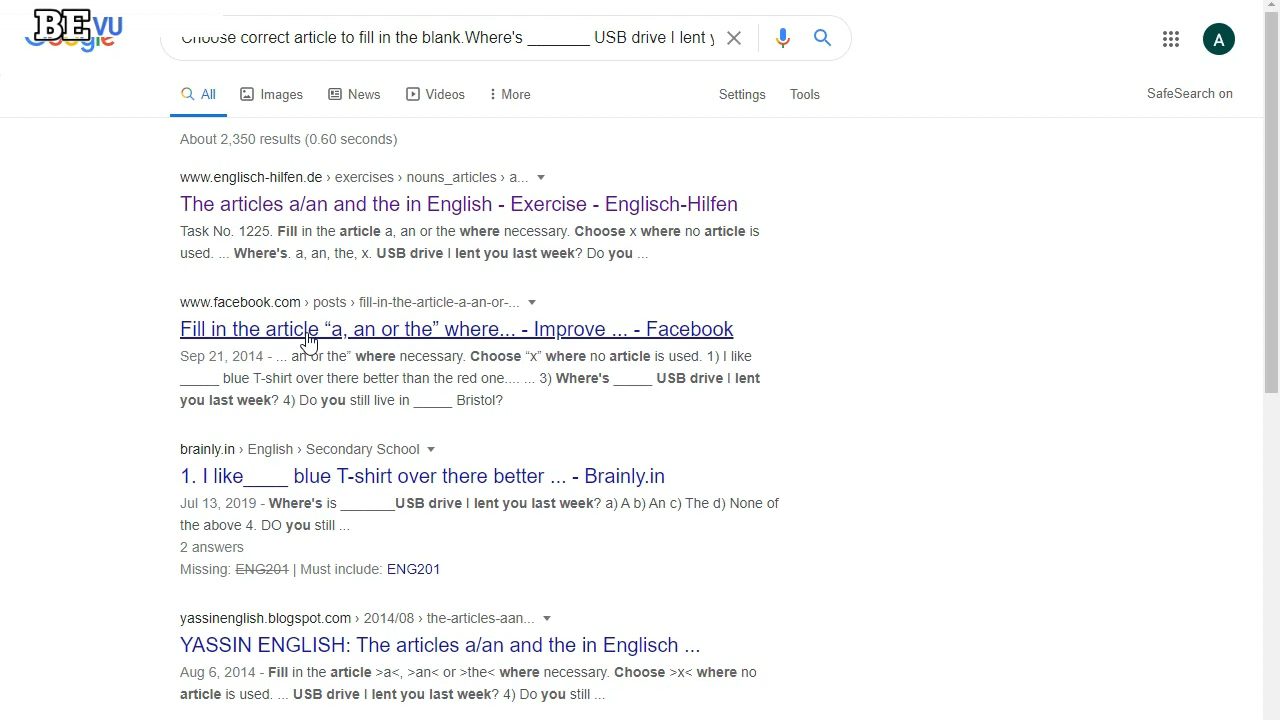 BEVU
Google
Choose correct article to fill in the blank.Where's _______ USB drive I lent y
A
All Images News Videos More Settings Tools SafeSearch on
About 2,350 results (0.60 seconds)
www.englisch-hilfen.de › exercises › nouns_articles › a...
The articles a/an and the in English - Exercise - Englisch-Hilfen
Task No. 1225. Fill in the article a, an or the where necessary. Choose x where no article is
used. ... Where's. a, an, the, x. USB drive I lent you last week? Do you ...
www.facebook.com › posts › fill-in-the-article-a-an-or-...
Fill in the article “a, an or the” where... - Improve ... - Facebook
Sep 21, 2014 - ... an or the” where necessary. Choose “x” where no article is used. 1) I like
_____ blue T-shirt over there better than the red one.... ... 3) Where's _____ USB drive I lent
you last week? 4) Do you still live in _____ Bristol?
brainly.in › English › Secondary School
1. I like____ blue T-shirt over there better ... - Brainly.in
Jul 13, 2019 - Where's is _______USB drive I lent you last week? a) A b) An c) The d) None of
the above 4. DO you still ...
2 answers
Missing: ENG201 | Must include: ENG201
yassinenglish.blogspot.com › 2014/08 › the-articles-aan...
YASSIN ENGLISH: The articles a/an and the in Englisch ...
Aug 6, 2014 - Fill in the article >a<, >an< or >the< where necessary. Choose >x< where no
article is used. ... USB drive I lent you last week? 4) Do you still ...